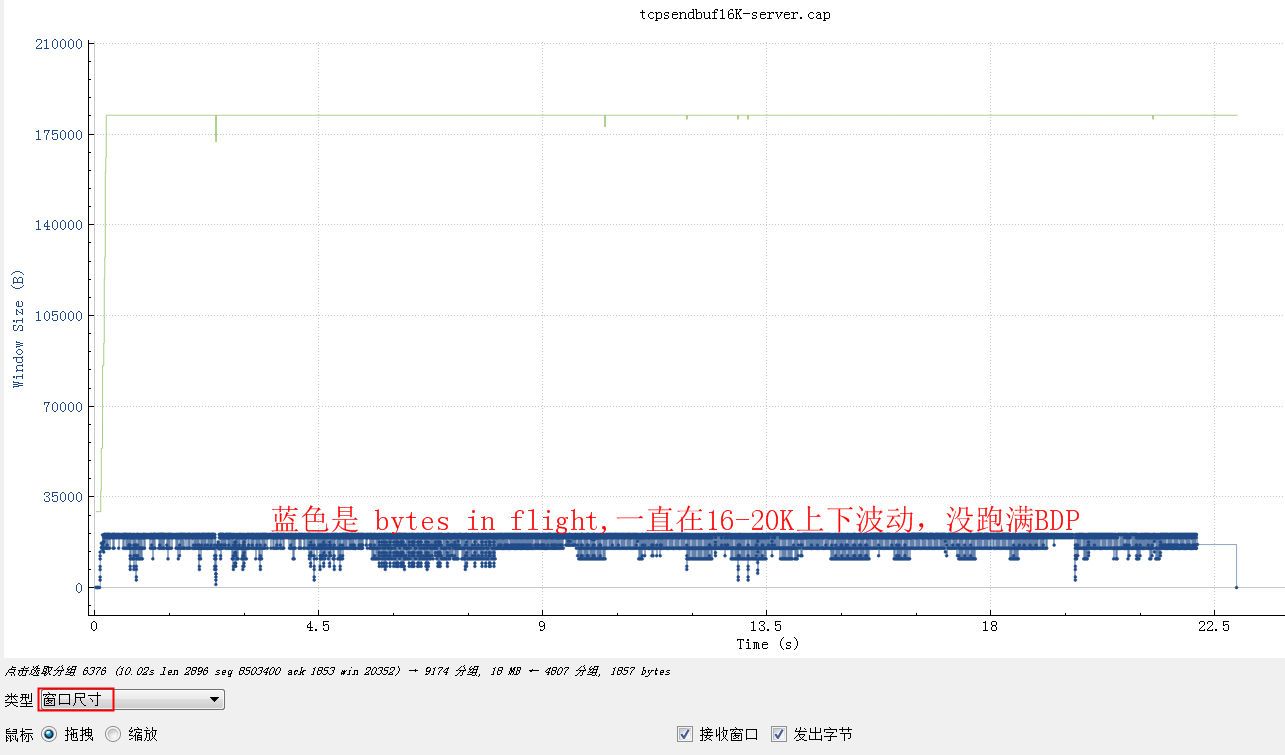 tcpsendbuf16K-server.cap
210000
175000
140000
105000
70000
35000
0
Window Size (B)
蓝色是 bytes in flight,一直在16-20K上下波动，没跑满BDP
0 4.5 9 13.5 18 22.5
Time (s)
点击选取分组 6376 (10.02s len 2896 seq 8503400 ack 1853 win 20352) → 9174 分组, 18 MB ← 4807 分组, 1857 bytes
类型 窗口尺寸
鼠标 拖拽 缩放 接收窗口 发出字节